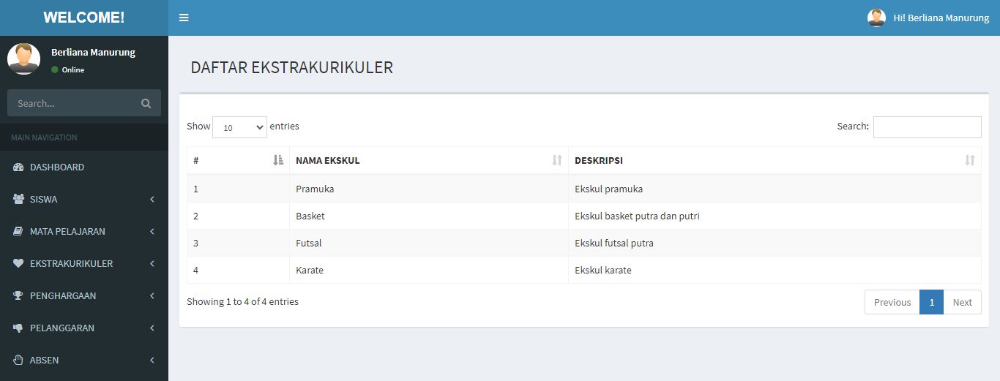 WELCOME!
Hi! Berliana Manurung
Berliana Manurung
Online
Search...
MAIN NAVIGATION
DASHBOARD
SISWA
MATA PELAJARAN
EKSTRAKURIKULER
PENGHARGAAN
PELANGGARAN
ABSEN
DAFTAR EKSTRAKURIKULER
Show 10 entries
Search:
# NAMA EKSKUL DESKRIPSI
1 Pramuka Ekskul pramuka
2 Basket Ekskul basket putra dan putri
3 Futsal Ekskul futsal putra
4 Karate Ekskul karate
Showing 1 to 4 of 4 entries
Previous 1 Next